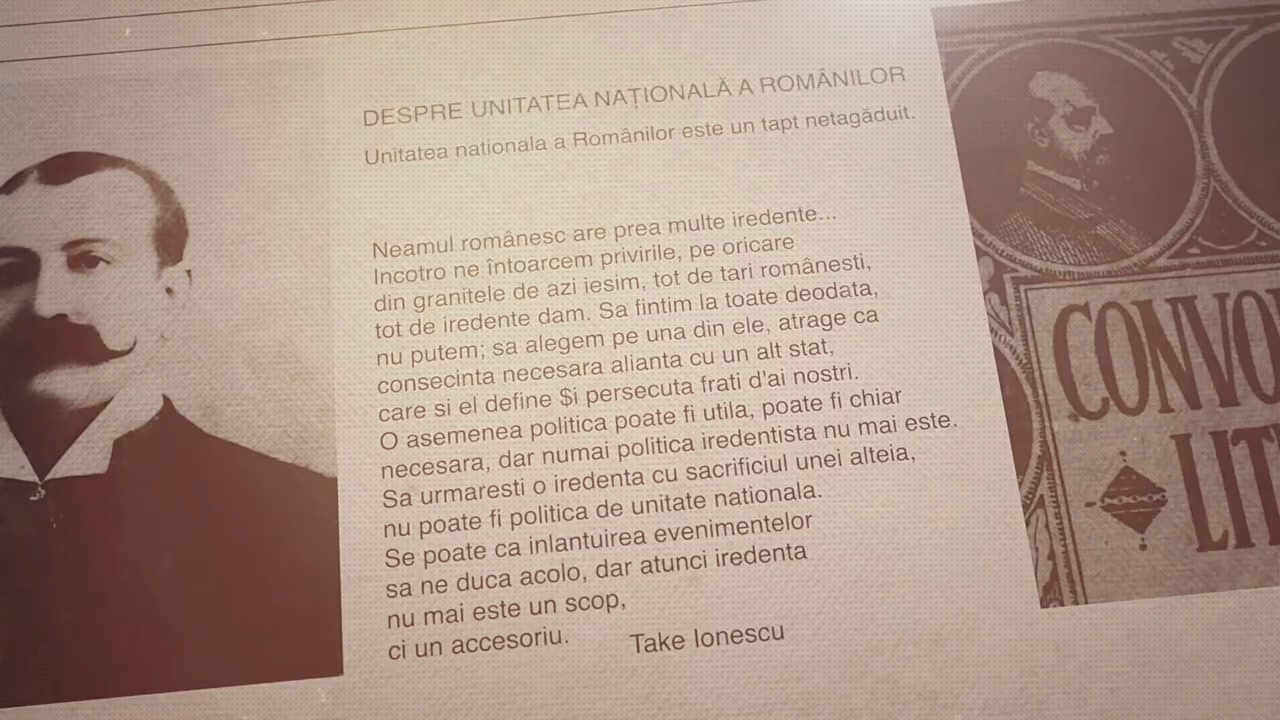 DESPRE UNITATEA NAȚIONALĂ A ROMÂNILOR
Unitatea nationala a Românilor este un tapt netagăduit.
Neamul românesc are prea multe iredente...
Incotro ne întoarcem privirile, pe oricare
din granitele de azi iesim, tot de tari românesti,
tot de iredente dam. Sa fintim la toate deodata,
nu putem; sa alegem pe una din ele, atrage ca
consecinta necesara alianta cu un alt stat,
care si el define $i persecuta frati d'ai nostri.
O asemenea politica poate fi utila, poate fi chiar
necesara, dar numai politica iredentista nu mai este.
Sa urmaresti o iredenta cu sacrificiul unei alteia,
nu poate fi politica de unitate nationala.
Se poate ca inlantuirea evenimentelor
sa ne duca acolo, dar atunci iredenta
nu mai este un scop,
ci un accesoriu.
Take Ionescu
CONVO
LIT